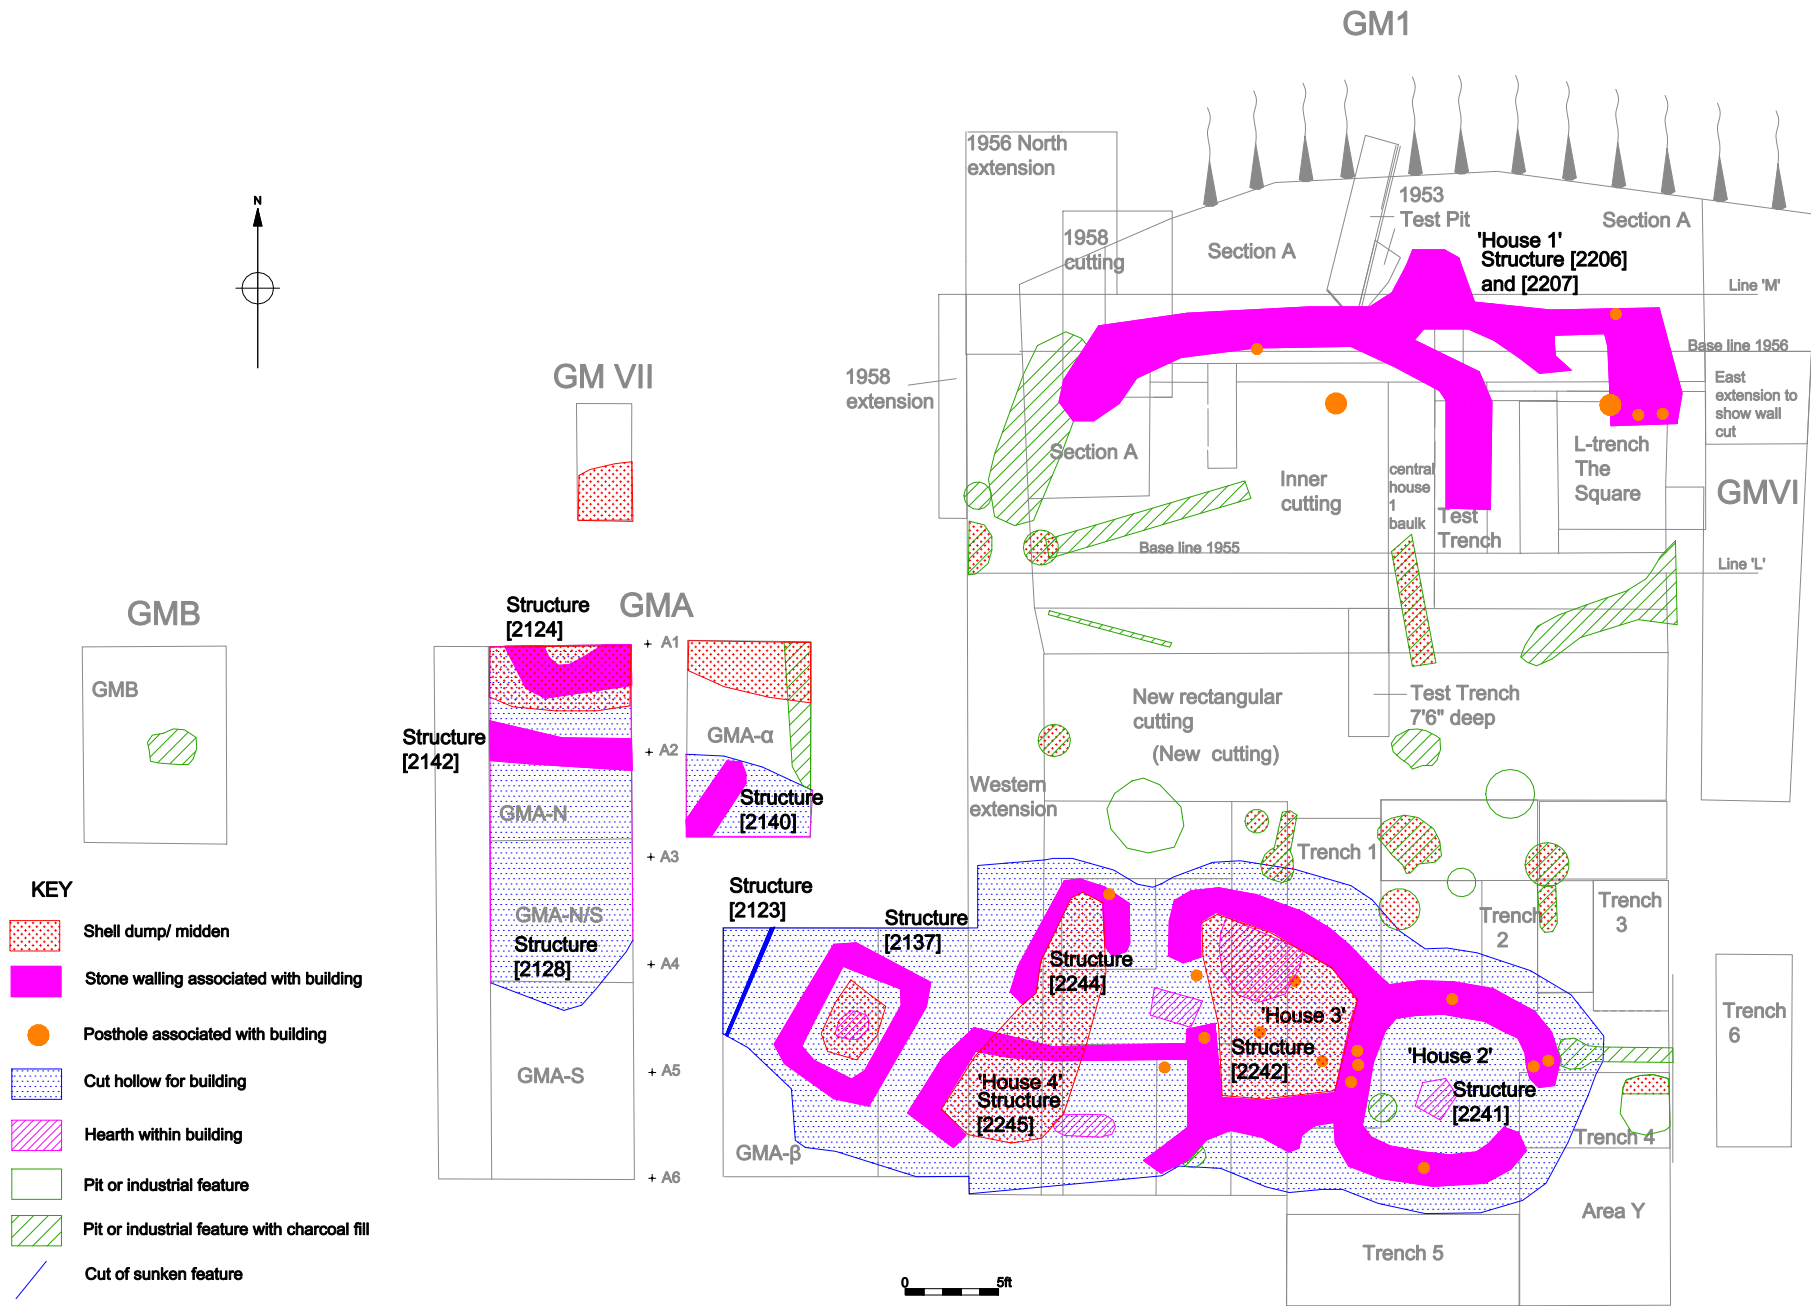 GM1
1956 North
extension
1953
Test Pit
Section A
Section A
1958
cutting
'House 1'
Structure [2206]
and [2207]
Line 'M'
N
Base line 1956
GM VII
1958
extension
East
extension to
show wall
cut
Section A
L-trench
The
Square
Inner
cutting
central
house
1
baulk
Test
Trench
GMVI
Base line 1955
Line 'L'
GMB
Structure
[2124]
GMA
A1
GMB
New rectangular
cutting
(New cutting)
Test Trench
7'6" deep
Structure
[2142]
A2
GMA-α
Structure
[2140]
Western
extension
GMA-N
A3
Trench 1
KEY
Structure
[2123]
Structure
[2137]
GMA-N/S
Structure
[2128]
Trench
2
Trench
3
Shell dump/ midden
Stone walling associated with building
A4
Structure
[2244]
Posthole associated with building
'House 3'
Structure
[2242]
Trench
6
Cut hollow for building
GMA-S
A5
'House 4'
Structure
[2245]
'House 2'
Structure
[2241]
Hearth within building
GMA-β
Trench 4
Pit or industrial feature
A6
Pit or industrial feature with charcoal fill
Area Y
Trench 5
Cut of sunken feature
0 5ft